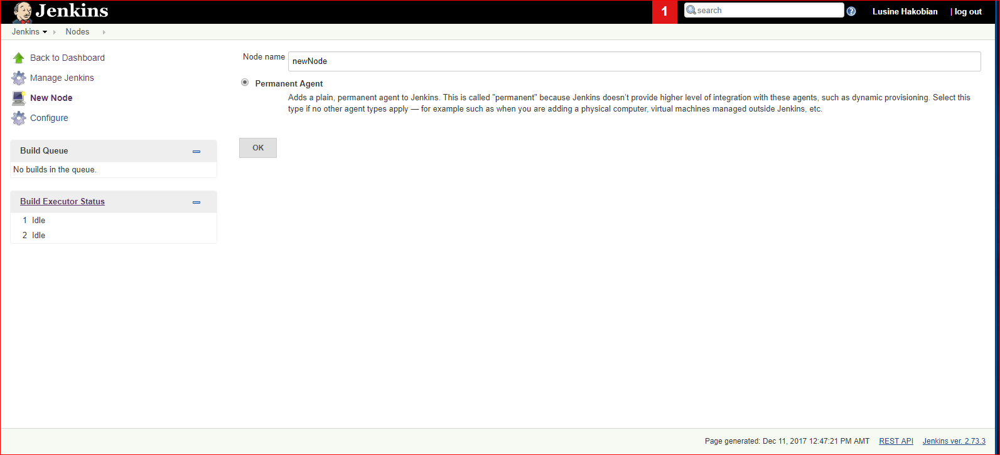 Jenkins
1
search
?
Lusine Hakobian
| log out
Jenkins
Nodes
Back to Dashboard
Manage Jenkins
New Node
Configure
Build Queue
No builds in the queue.
Build Executor Status
1 Idle
2 Idle
Node name
newNode
Permanent Agent
Adds a plain, permanent agent to Jenkins. This is called "permanent" because Jenkins doesn't provide higher level of integration with these agents, such as dynamic provisioning. Select this
type if no other agent types apply — for example such as when you are adding a physical computer, virtual machines managed outside Jenkins, etc.
OK
Page generated: Dec 11, 2017 12:47:21 PM AMT
REST API
Jenkins ver. 2.73.3